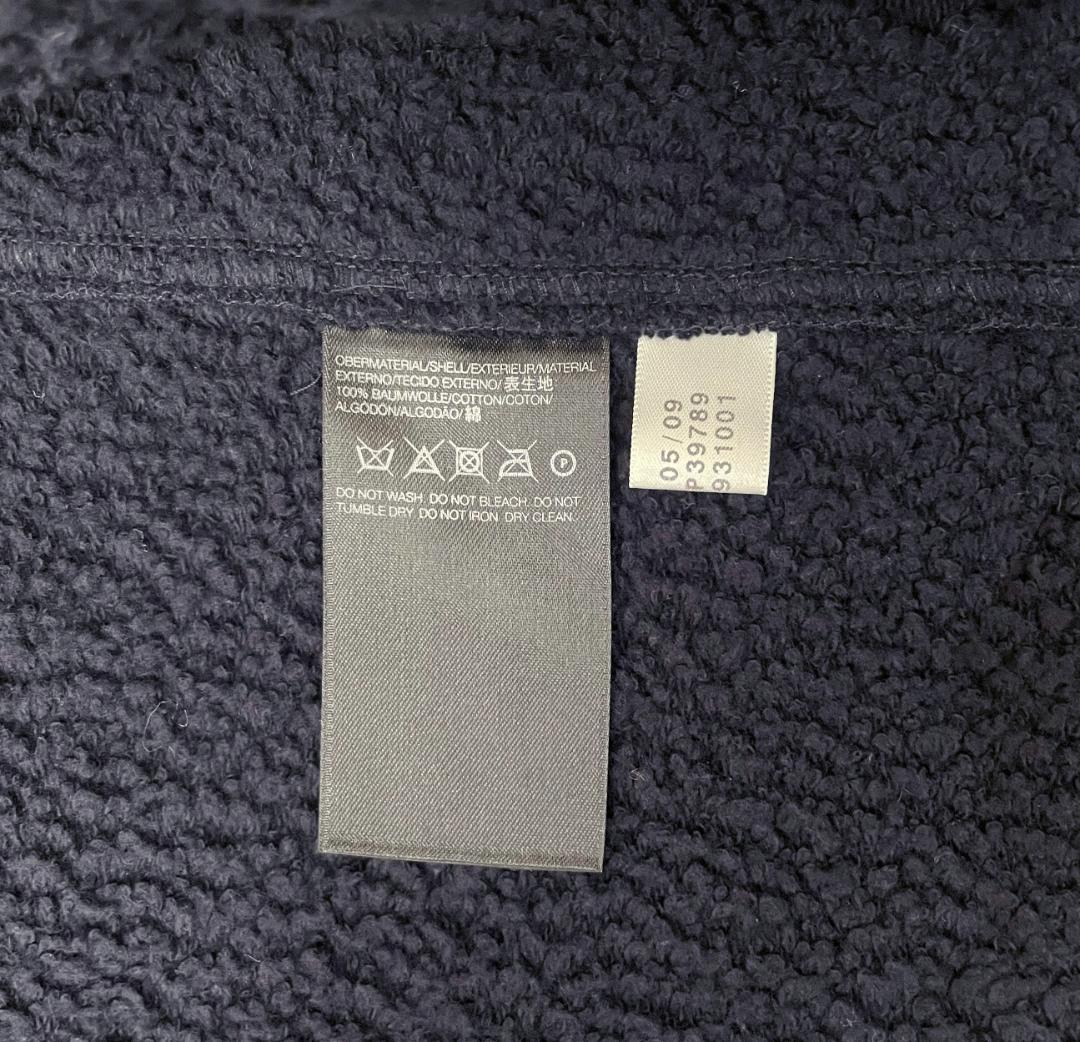 OBERMATERIAL/SHELL/EXTERIEUR/MATERIAL
EXTERNO/TECIDO EXTERNO/表生地
100% BAUMWOLLE/COTTON/COTON/
ALGODÓN/ALGODÃO/綿
P
DO NOT WASH. DO NOT BLEACH. DO NOT
TUMBLE DRY. DO NOT IRON. DRY CLEAN.
05/09
P39789
931001